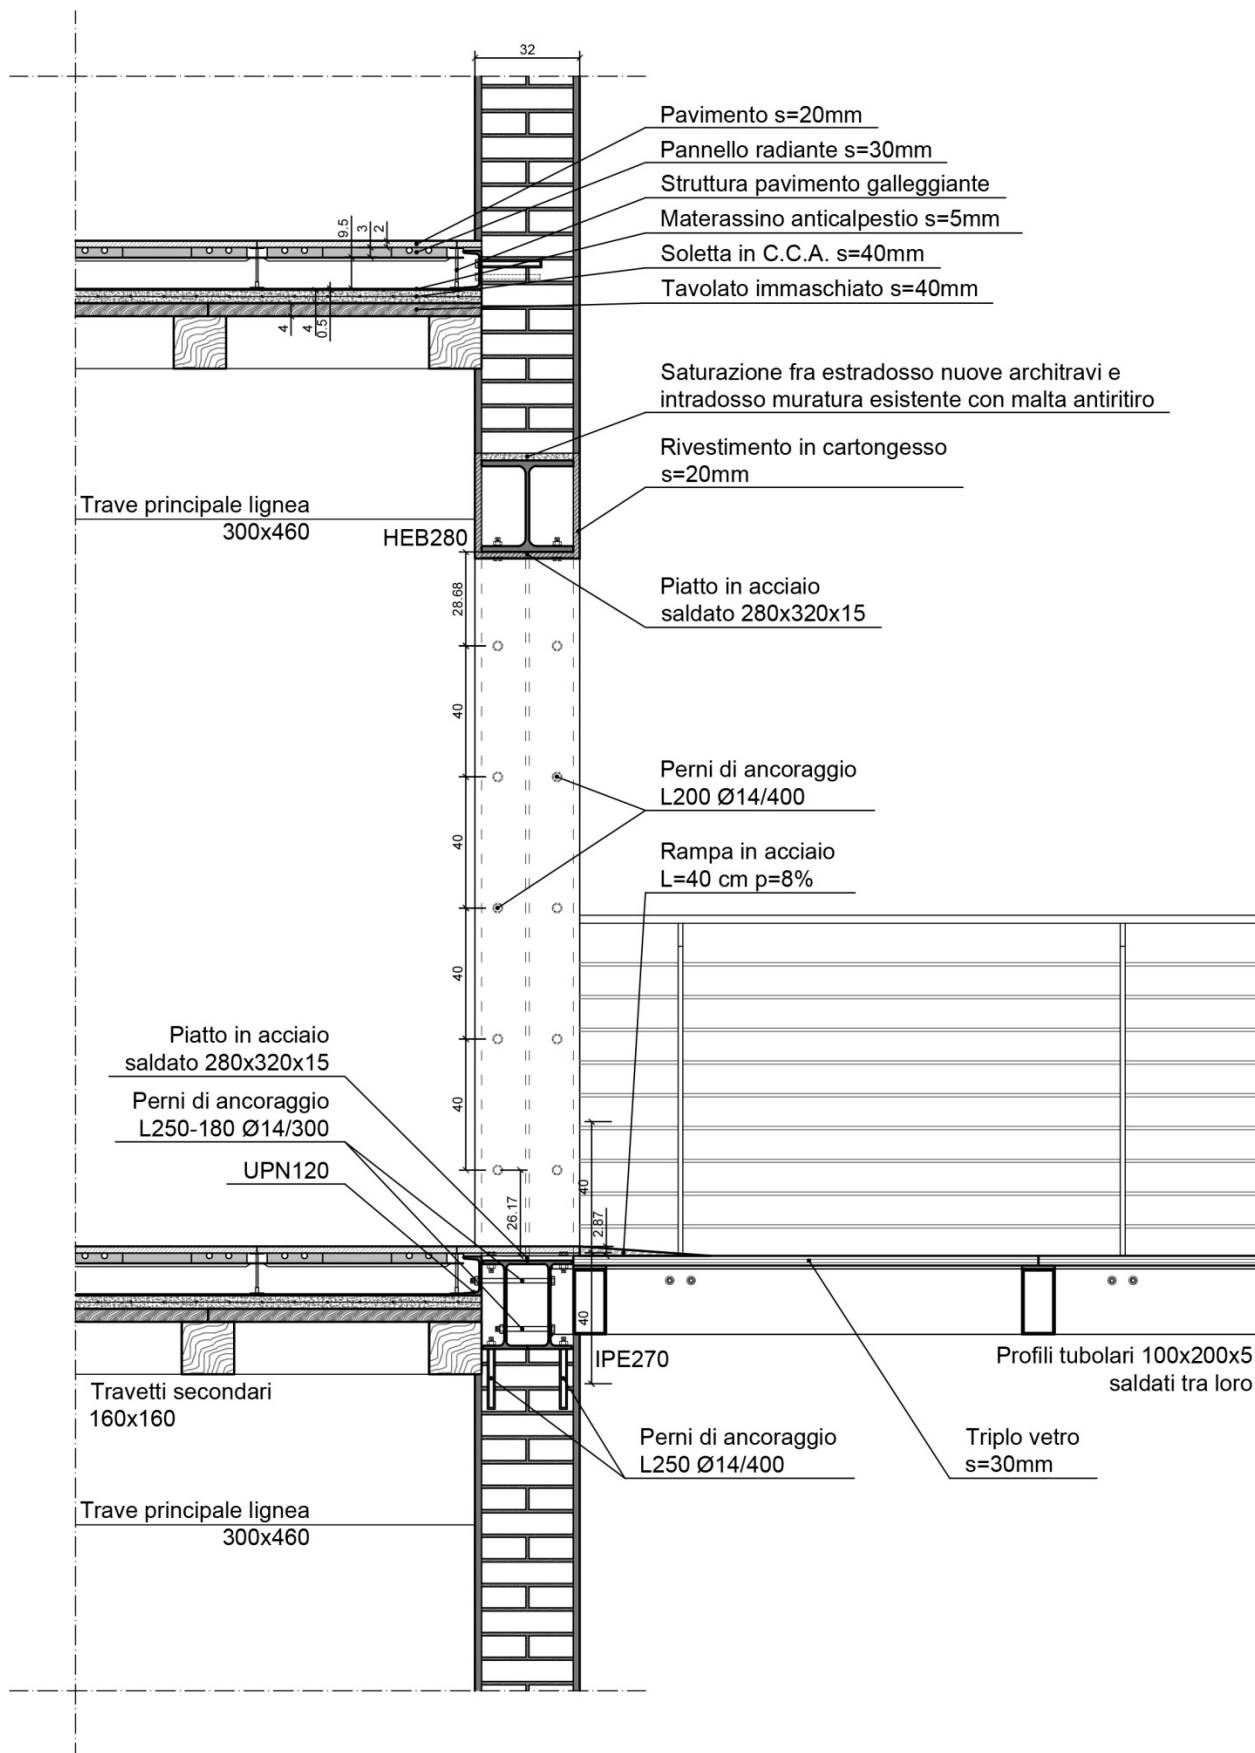 32
Pavimento s=20mm
Pannello radiante s=30mm
Struttura pavimento galleggiante
Materassino anticalpestio s=5mm
Soletta in C.C.A. s=40mm
Tavolato immaschiato s=40mm
9.5
3
2
4
4
0.5
Saturazione fra estradosso nuove architravi e
intradosso muratura esistente con malta antiritiro
Rivestimento in cartongesso
s=20mm
Trave principale lignea
300x460
HEB280
Piatto in acciaio
saldato 280x320x15
28.68
40
Perni di ancoraggio
L200 Ø14/400
40
Rampa in acciaio
L=40 cm p=8%
40
Piatto in acciaio
saldato 280x320x15
Perni di ancoraggio
L250-180 Ø14/300
UPN120
40
26.17
40
2.87
40
IPE270
Profili tubolari 100x200x5
saldati tra loro
Travetti secondari
160x160
Perni di ancoraggio
L250 Ø14/400
Triplo vetro
s=30mm
Trave principale lignea
300x460